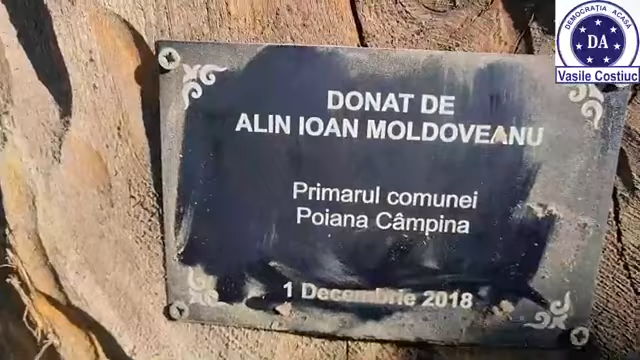 DEMOCRAȚIA ACASĂ
DA
Vasile Costiuc
DONAT DE
ALIN IOAN MOLDOVEANU
Primarul comunei
Poiana Câmpina
1 Decembrie 2018